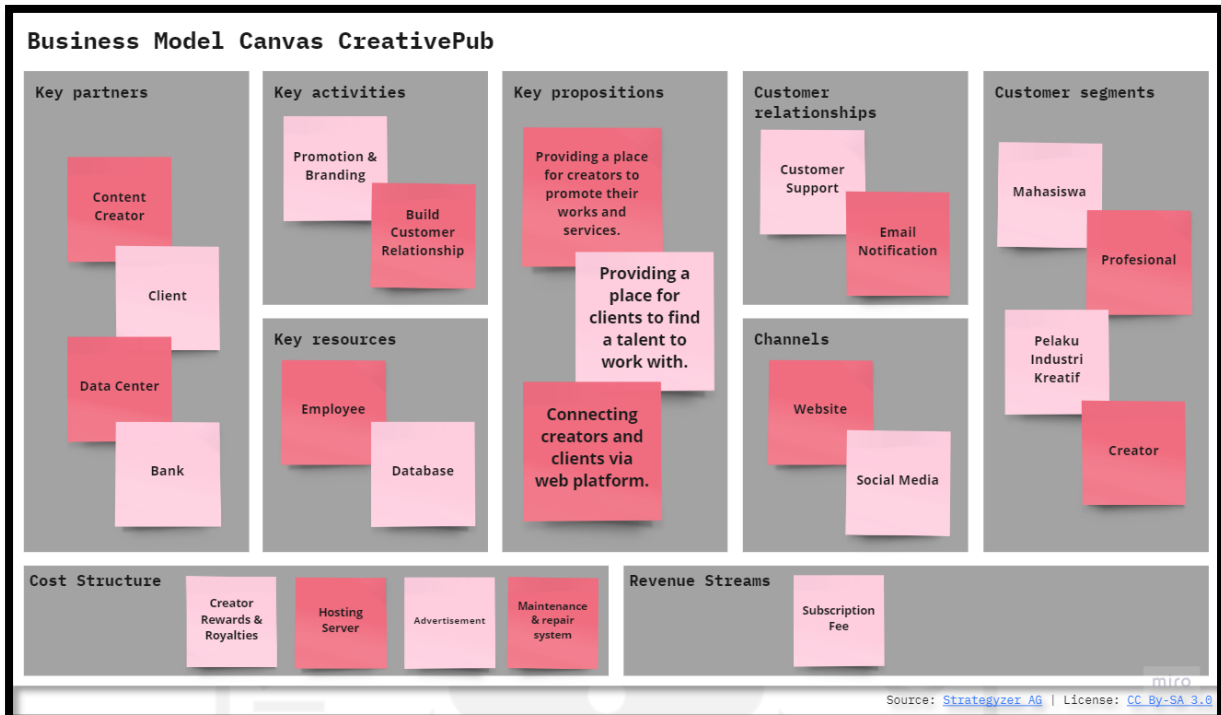 Business Model Canvas CreativePub
Key partners
Content
Creator
Client
Data Center
Bank
Key activities
Promotion &
Branding
Build
Customer
Relationship
Key resources
Employee
Database
Key propositions
Providing a place
for creators to
promote their
works and
services.
Providing a
place for
clients to find
a talent to
work with.
Connecting
creators and
clients via
web platform.
Customer
relationships
Customer
Support
Email
Notification
Channels
Website
Social Media
Customer segments
Mahasiswa
Profesional
Pelaku
Industri
Kreatif
Creator
Cost Structure
Creator
Rewards &
Royalties
Hosting
Server
Advertisement
Maintenance
& repair
system
Revenue Streams
Subscription
Fee
miro
Source: Strategyzer AG | License: CC By-SA 3.0